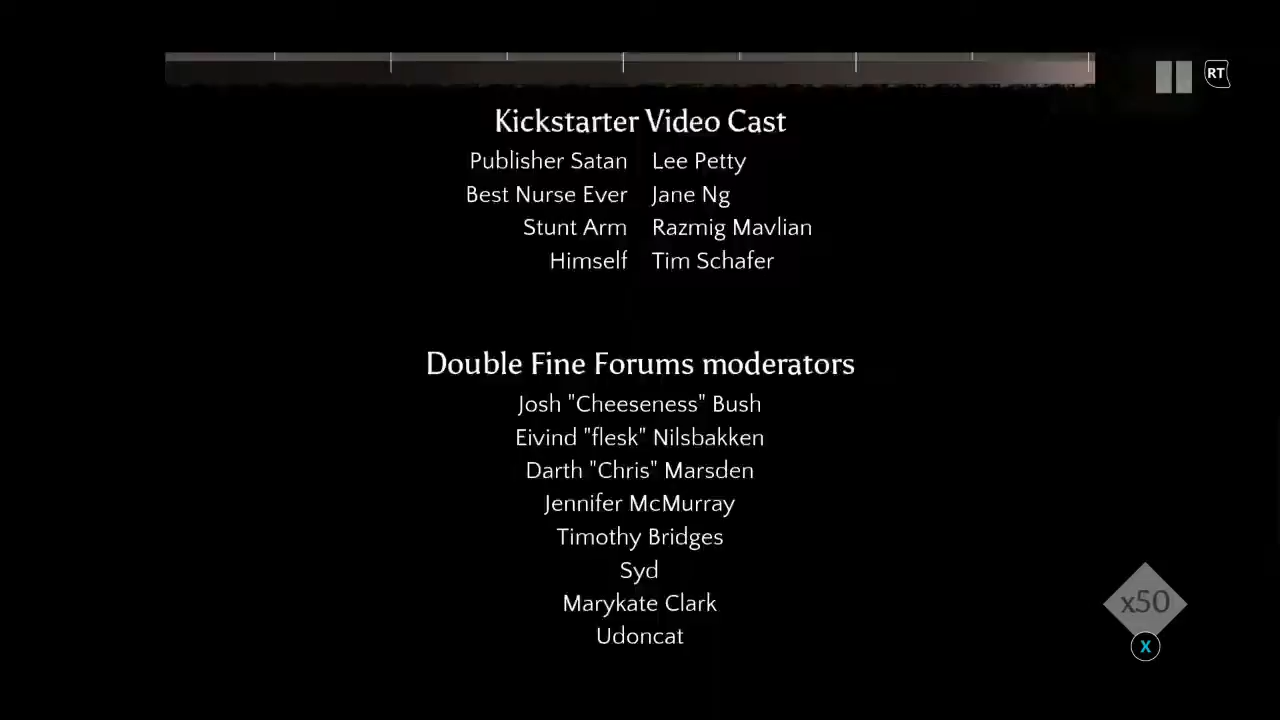 RT
Kickstarter Video Cast
Publisher Satan Lee Petty
Best Nurse Ever Jane Ng
Stunt Arm Razmig Mavlian
Himself Tim Schafer
Double Fine Forums moderators
Josh "Cheeseness" Bush
Eivind "flesk" Nilsbakken
Darth "Chris" Marsden
Jennifer McMurray
Timothy Bridges
Syd
Marykate Clark
Udoncat
x50
X